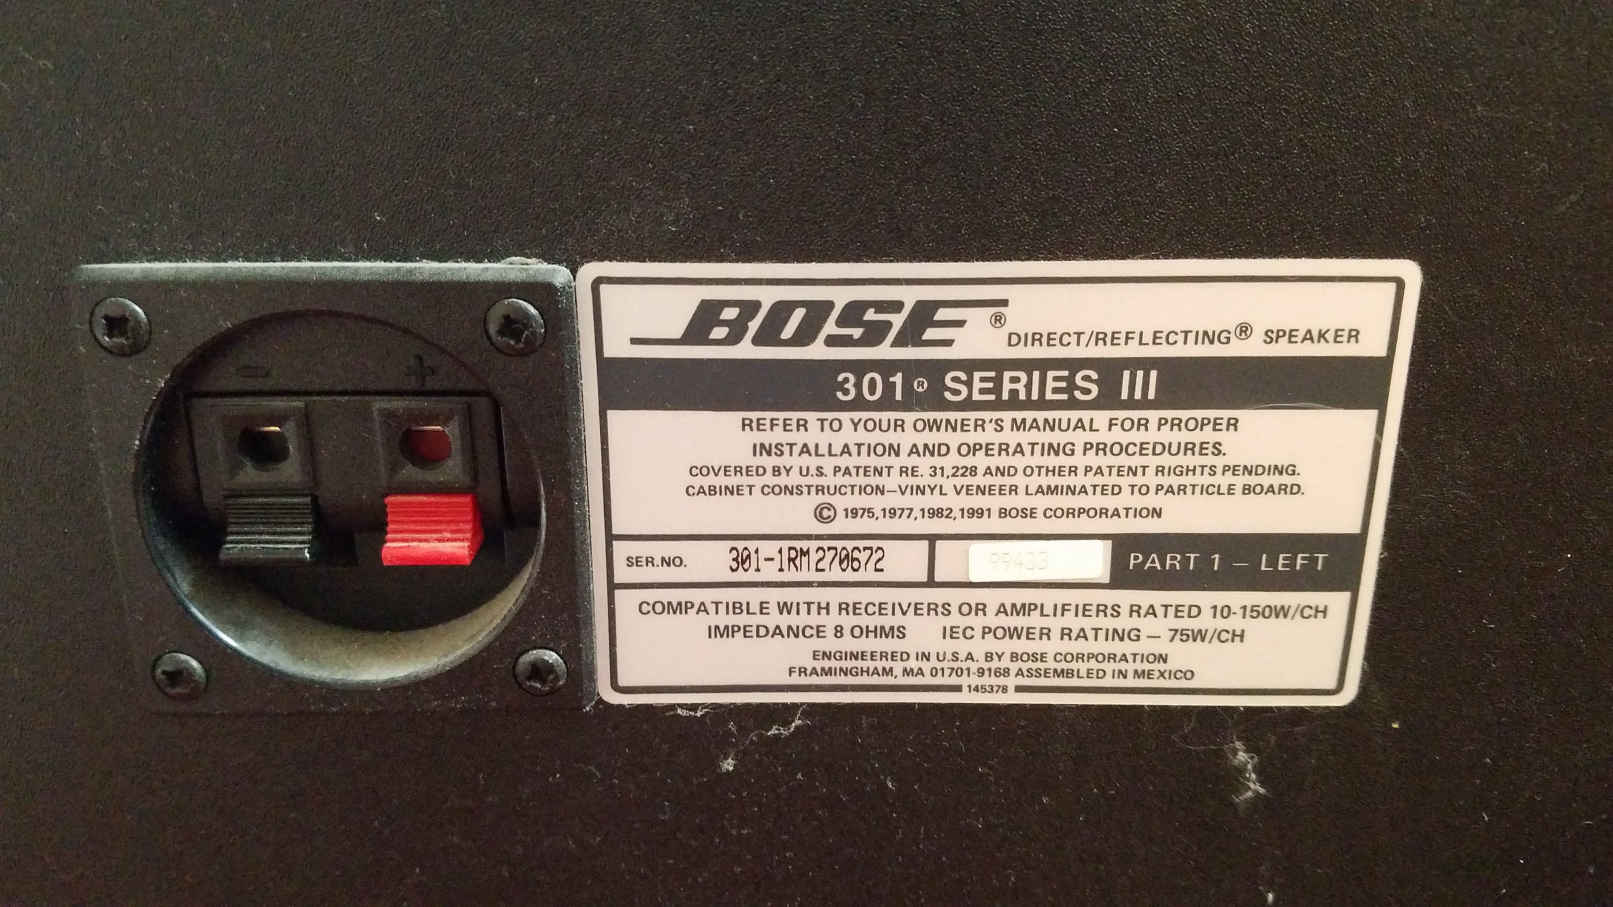 - +
BOSE® DIRECT/REFLECTING® SPEAKER
301® SERIES III
REFER TO YOUR OWNER'S MANUAL FOR PROPER
INSTALLATION AND OPERATING PROCEDURES.
COVERED BY U.S. PATENT RE. 31,228 AND OTHER PATENT RIGHTS PENDING.
CABINET CONSTRUCTION—VINYL VENEER LAMINATED TO PARTICLE BOARD.
© 1975,1977,1982,1991 BOSE CORPORATION
SER.NO. 301-1RM270672 99433 PART 1 – LEFT
COMPATIBLE WITH RECEIVERS OR AMPLIFIERS RATED 10-150W/CH
IMPEDANCE 8 OHMS IEC POWER RATING – 75W/CH
ENGINEERED IN U.S.A. BY BOSE CORPORATION
FRAMINGHAM, MA 01701-9168 ASSEMBLED IN MEXICO
145378